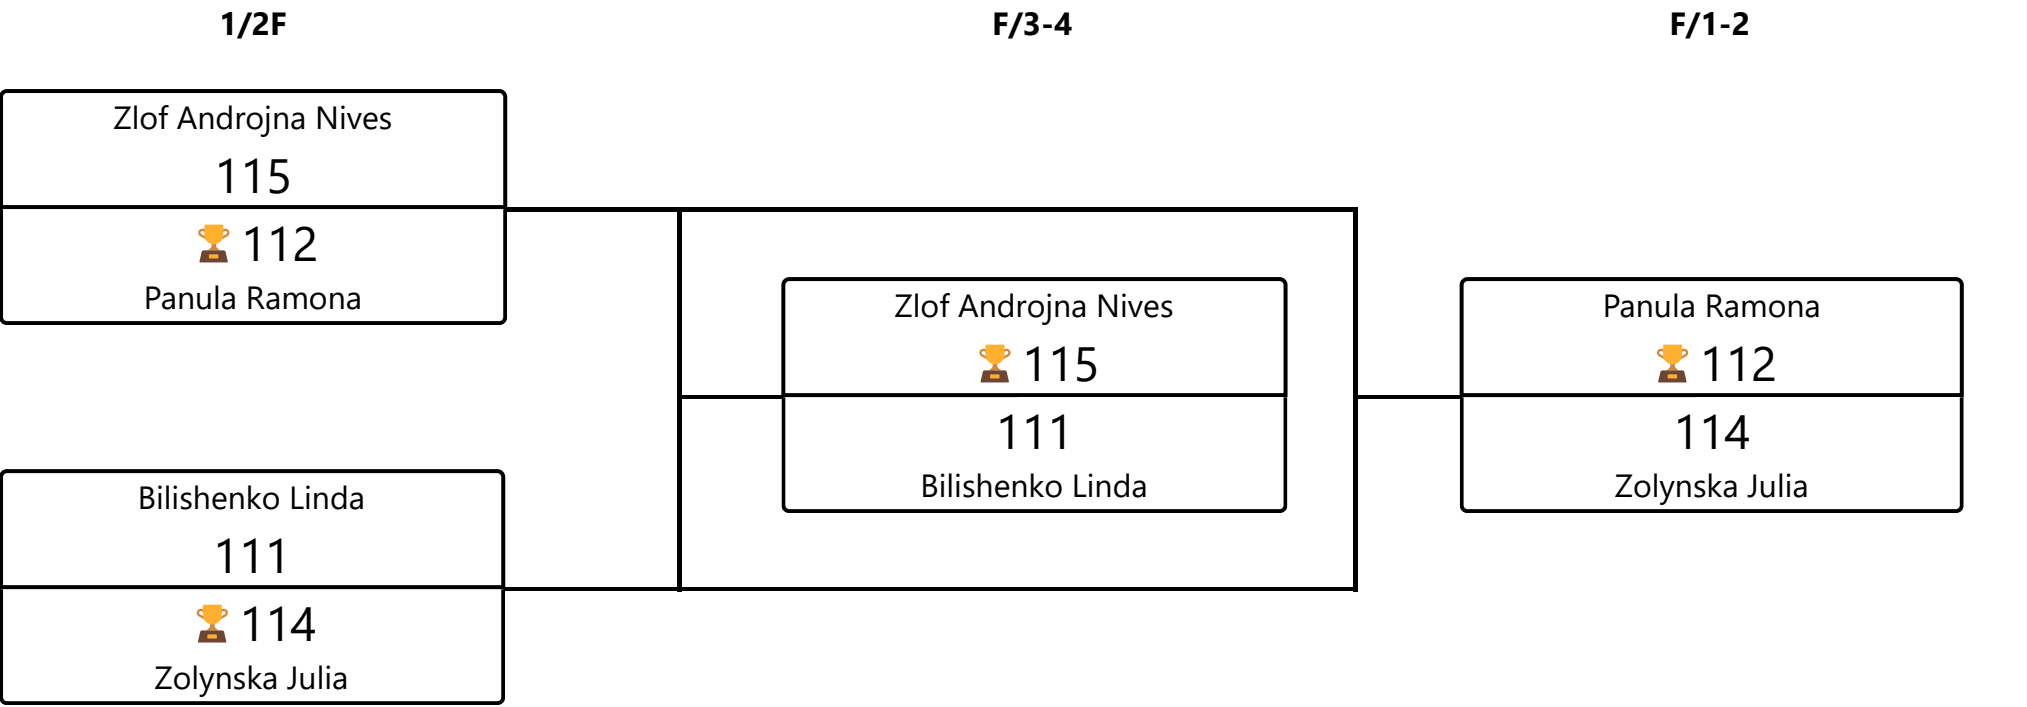 1/2F
F/3-4
F/1-2
Zlof Androjna Nives
115
112
Panula Ramona
Bilishenko Linda
111
114
Zolynska Julia
Zlof Androjna Nives
115
111
Bilishenko Linda
Panula Ramona
112
114
Zolynska Julia